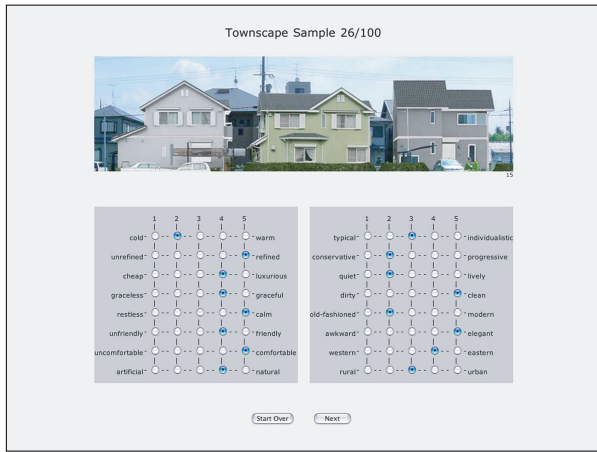 Townscape Sample 26/100
15
1 2 3 4 5
cold warm
unrefined refined
cheap luxurious
graceless graceful
restless calm
unfriendly friendly
uncomfortable comfortable
artificial natural
1 2 3 4 5
typical individualistic
conservative progressive
quiet lively
dirty clean
old-fashioned modern
awkward elegant
western eastern
rural urban
Start Over Next